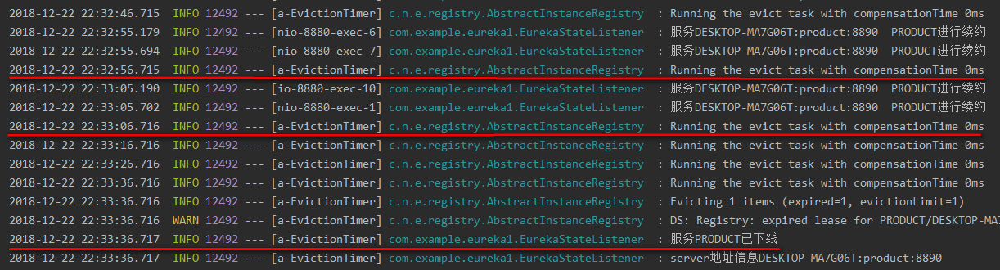 2018-12-22 22:32:46.715  INFO 12492 --- [a-EvictionTimer] c.n.e.registry.AbstractInstanceRegistry  : Running the evict task with compensationTime 0ms
2018-12-22 22:32:55.179  INFO 12492 --- [nio-8880-exec-6] com.example.eureka1.EurekaStateListener  : 服务DESKTOP-MA7G06T:product:8890  PRODUCT进行续约
2018-12-22 22:32:55.694  INFO 12492 --- [nio-8880-exec-7] com.example.eureka1.EurekaStateListener  : 服务DESKTOP-MA7G06T:product:8890  PRODUCT进行续约
2018-12-22 22:32:56.715  INFO 12492 --- [a-EvictionTimer] c.n.e.registry.AbstractInstanceRegistry  : Running the evict task with compensationTime 0ms
2018-12-22 22:33:05.190  INFO 12492 --- [io-8880-exec-10] com.example.eureka1.EurekaStateListener  : 服务DESKTOP-MA7G06T:product:8890  PRODUCT进行续约
2018-12-22 22:33:05.702  INFO 12492 --- [nio-8880-exec-1] com.example.eureka1.EurekaStateListener  : 服务DESKTOP-MA7G06T:product:8890  PRODUCT进行续约
2018-12-22 22:33:06.716  INFO 12492 --- [a-EvictionTimer] c.n.e.registry.AbstractInstanceRegistry  : Running the evict task with compensationTime 0ms
2018-12-22 22:33:16.716  INFO 12492 --- [a-EvictionTimer] c.n.e.registry.AbstractInstanceRegistry  : Running the evict task with compensationTime 0ms
2018-12-22 22:33:26.716  INFO 12492 --- [a-EvictionTimer] c.n.e.registry.AbstractInstanceRegistry  : Running the evict task with compensationTime 0ms
2018-12-22 22:33:36.716  INFO 12492 --- [a-EvictionTimer] c.n.e.registry.AbstractInstanceRegistry  : Running the evict task with compensationTime 0ms
2018-12-22 22:33:36.716  INFO 12492 --- [a-EvictionTimer] c.n.e.registry.AbstractInstanceRegistry  : Evicting 1 items (expired=1, evictionLimit=1)
2018-12-22 22:33:36.716  WARN 12492 --- [a-EvictionTimer] c.n.e.registry.AbstractInstanceRegistry  : DS: Registry: expired lease for PRODUCT/DESKTOP-MA7
2018-12-22 22:33:36.717  INFO 12492 --- [a-EvictionTimer] com.example.eureka1.EurekaStateListener  : 服务PRODUCT已下线
2018-12-22 22:33:36.717  INFO 12492 --- [a-EvictionTimer] com.example.eureka1.EurekaStateListener  : server地址信息DESKTOP-MA7G06T:product:8890